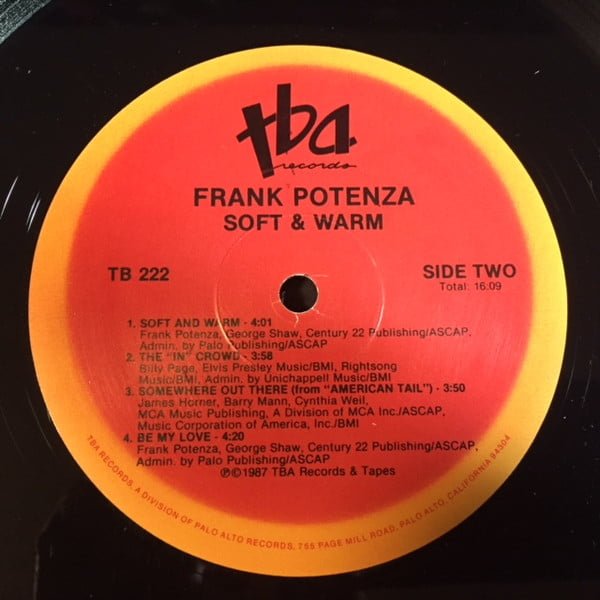 tba
records
FRANK POTENZA
SOFT & WARM
TB 222
SIDE TWO
Total: 16:09
1. SOFT AND WARM - 4:01
Frank Potenza, George Shaw, Century 22 Publishing/ASCAP,
Admin. by Palo Publishing/ASCAP
2. THE "IN" CROWD - 3:58
Billy Page, Elvis Presley Music/BMI, Rightsong
Music/BMI, Admin. by Unichappell Music/BMI
3. SOMEWHERE OUT THERE (from "AMERICAN TAIL") - 3:50
James Horner, Barry Mann, Cynthia Weil,
MCA Music Publishing, A Division of MCA Inc./ASCAP,
Music Corporation of America, Inc./BMI
4. BE MY LOVE - 4:20
Frank Potenza, George Shaw, Century 22 Publishing/ASCAP,
Admin. by Palo Publishing/ASCAP
℗©1987 TBA Records & Tapes
TBA RECORDS, A DIVISION OF PALO ALTO RECORDS, 755 PAGE MILL ROAD, PALO ALTO, CALIFORNIA 94304